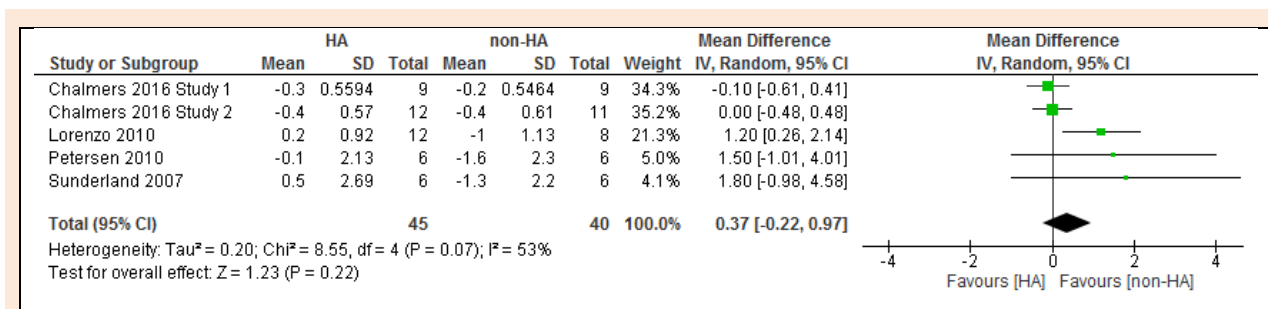 HA non-HA Mean Difference Mean Difference
Study or Subgroup Mean SD Total Mean SD Total Weight IV, Random, 95% CI IV, Random, 95% CI
Chalmers 2016 Study 1 -0.3 0.5594 9 -0.2 0.5464 9 34.3% -0.10 [-0.61, 0.41]
Chalmers 2016 Study 2 -0.4 0.57 12 -0.4 0.61 11 35.2% 0.00 [-0.48, 0.48]
Lorenzo 2010 0.2 0.92 12 -1 1.13 8 21.3% 1.20 [0.26, 2.14]
Petersen 2010 -0.1 2.13 6 -1.6 2.3 6 5.0% 1.50 [-1.01, 4.01]
Sunderland 2007 0.5 2.69 6 -1.3 2.2 6 4.1% 1.80 [-0.98, 4.58]
Total (95% CI) 45 40 100.0% 0.37 [-0.22, 0.97]
Heterogeneity: Tau² = 0.20; Chi² = 8.55, df = 4 (P = 0.07); I² = 53%
Test for overall effect: Z = 1.23 (P = 0.22)
-4 -2 0 2 4
Favours [HA] Favours [non-HA]